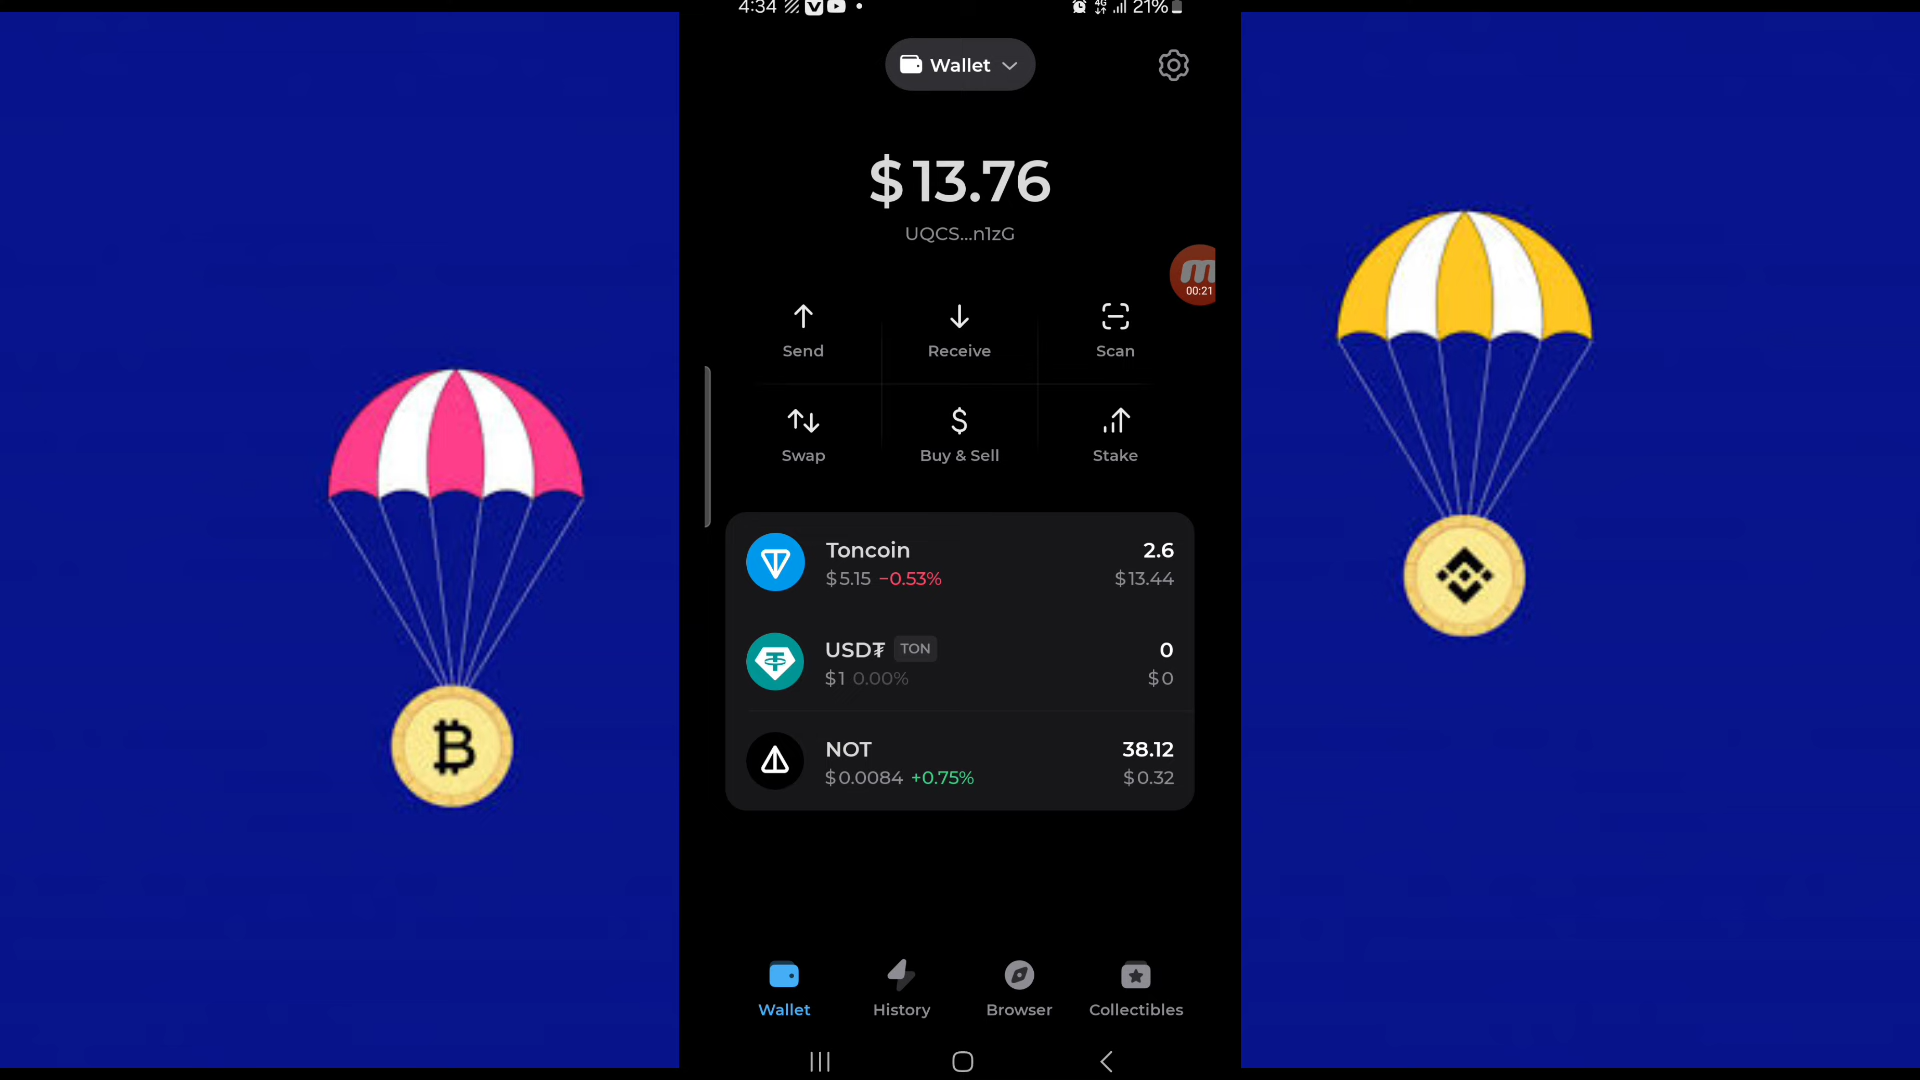 4:34 21%
Wallet
$13.76
UQCS...n1zG
00:21
Send Receive Scan
Swap Buy & Sell Stake
Toncoin 2.6
$5.15 −0.53% $13.44
USD₮ TON 0
$1 0.00% $0
NOT 38.12
$0.0084 +0.75% $0.32
Wallet History Browser Collectibles